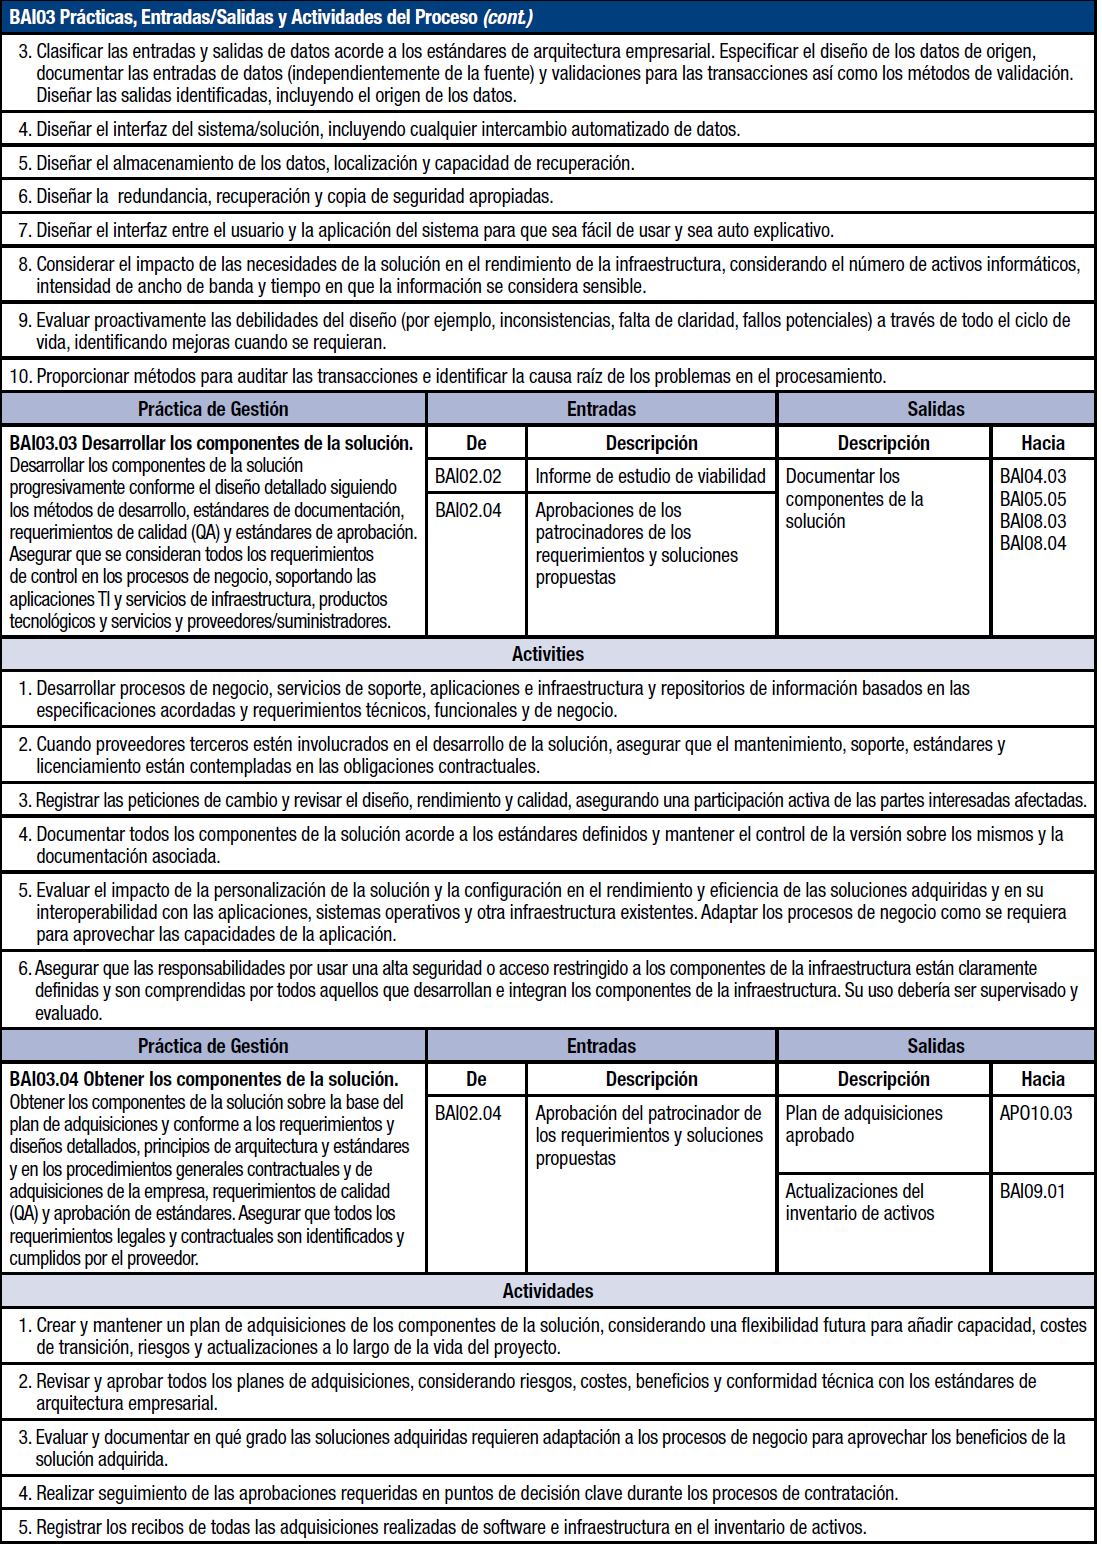 BAI03 Prácticas, Entradas/Salidas y Actividades del Proceso (cont.)
3. Clasificar las entradas y salidas de datos acorde a los estándares de arquitectura empresarial. Especificar el diseño de los datos de origen,
documentar las entradas de datos (independientemente de la fuente) y validaciones para las transacciones así como los métodos de validación.
Diseñar las salidas identificadas, incluyendo el origen de los datos.
4. Diseñar el interfaz del sistema/solución, incluyendo cualquier intercambio automatizado de datos.
5. Diseñar el almacenamiento de los datos, localización y capacidad de recuperación.
6. Diseñar la redundancia, recuperación y copia de seguridad apropiadas.
7. Diseñar el interfaz entre el usuario y la aplicación del sistema para que sea fácil de usar y sea auto explicativo.
8. Considerar el impacto de las necesidades de la solución en el rendimiento de la infraestructura, considerando el número de activos informáticos,
intensidad de ancho de banda y tiempo en que la información se considera sensible.
9. Evaluar proactivamente las debilidades del diseño (por ejemplo, inconsistencias, falta de claridad, fallos potenciales) a través de todo el ciclo de
vida, identificando mejoras cuando se requieran.
10. Proporcionar métodos para auditar las transacciones e identificar la causa raíz de los problemas en el procesamiento.
Práctica de Gestión
Entradas
Salidas
BAI03.03 Desarrollar los componentes de la solución.
Desarrollar los componentes de la solución
progresivamente conforme el diseño detallado siguiendo
los métodos de desarrollo, estándares de documentación,
requerimientos de calidad (QA) y estándares de aprobación.
Asegurar que se consideran todos los requerimientos
de control en los procesos de negocio, soportando las
aplicaciones TI y servicios de infraestructura, productos
tecnológicos y servicios y proveedores/suministradores.
De
Descripción
Descripción
Hacia
BAI02.02
Informe de estudio de viabilidad
BAI02.04
Aprobaciones de los
patrocinadores de los
requerimientos y soluciones
propuestas
Documentar los
componentes de la
solución
BAI04.03
BAI05.05
BAI08.03
BAI08.04
Activities
1. Desarrollar procesos de negocio, servicios de soporte, aplicaciones e infraestructura y repositorios de información basados en las
especificaciones acordadas y requerimientos técnicos, funcionales y de negocio.
2. Cuando proveedores terceros estén involucrados en el desarrollo de la solución, asegurar que el mantenimiento, soporte, estándares y
licenciamiento están contempladas en las obligaciones contractuales.
3. Registrar las peticiones de cambio y revisar el diseño, rendimiento y calidad, asegurando una participación activa de las partes interesadas afectadas.
4. Documentar todos los componentes de la solución acorde a los estándares definidos y mantener el control de la versión sobre los mismos y la
documentación asociada.
5. Evaluar el impacto de la personalización de la solución y la configuración en el rendimiento y eficiencia de las soluciones adquiridas y en su
interoperabilidad con las aplicaciones, sistemas operativos y otra infraestructura existentes. Adaptar los procesos de negocio como se requiera
para aprovechar las capacidades de la aplicación.
6. Asegurar que las responsabilidades por usar una alta seguridad o acceso restringido a los componentes de la infraestructura están claramente
definidas y son comprendidas por todos aquellos que desarrollan e integran los componentes de la infraestructura. Su uso debería ser supervisado y
evaluado.
Práctica de Gestión
Entradas
Salidas
BAI03.04 Obtener los componentes de la solución.
Obtener los componentes de la solución sobre la base del
plan de adquisiciones y conforme a los requerimientos y
diseños detallados, principios de arquitectura y estándares
y en los procedimientos generales contractuales y de
adquisiciones de la empresa, requerimientos de calidad
(QA) y aprobación de estándares. Asegurar que todos los
requerimientos legales y contractuales son identificados y
cumplidos por el proveedor.
De
Descripción
Descripción
Hacia
BAI02.04
Aprobación del patrocinador de
los requerimientos y soluciones
propuestas
Plan de adquisiciones
aprobado
APO10.03
Actualizaciones del
inventario de activos
BAI09.01
Actividades
1. Crear y mantener un plan de adquisiciones de los componentes de la solución, considerando una flexibilidad futura para añadir capacidad, costes
de transición, riesgos y actualizaciones a lo largo de la vida del proyecto.
2. Revisar y aprobar todos los planes de adquisiciones, considerando riesgos, costes, beneficios y conformidad técnica con los estándares de
arquitectura empresarial.
3. Evaluar y documentar en qué grado las soluciones adquiridas requieren adaptación a los procesos de negocio para aprovechar los beneficios de la
solución adquirida.
4. Realizar seguimiento de las aprobaciones requeridas en puntos de decisión clave durante los procesos de contratación.
5. Registrar los recibos de todas las adquisiciones realizadas de software e infraestructura en el inventario de activos.